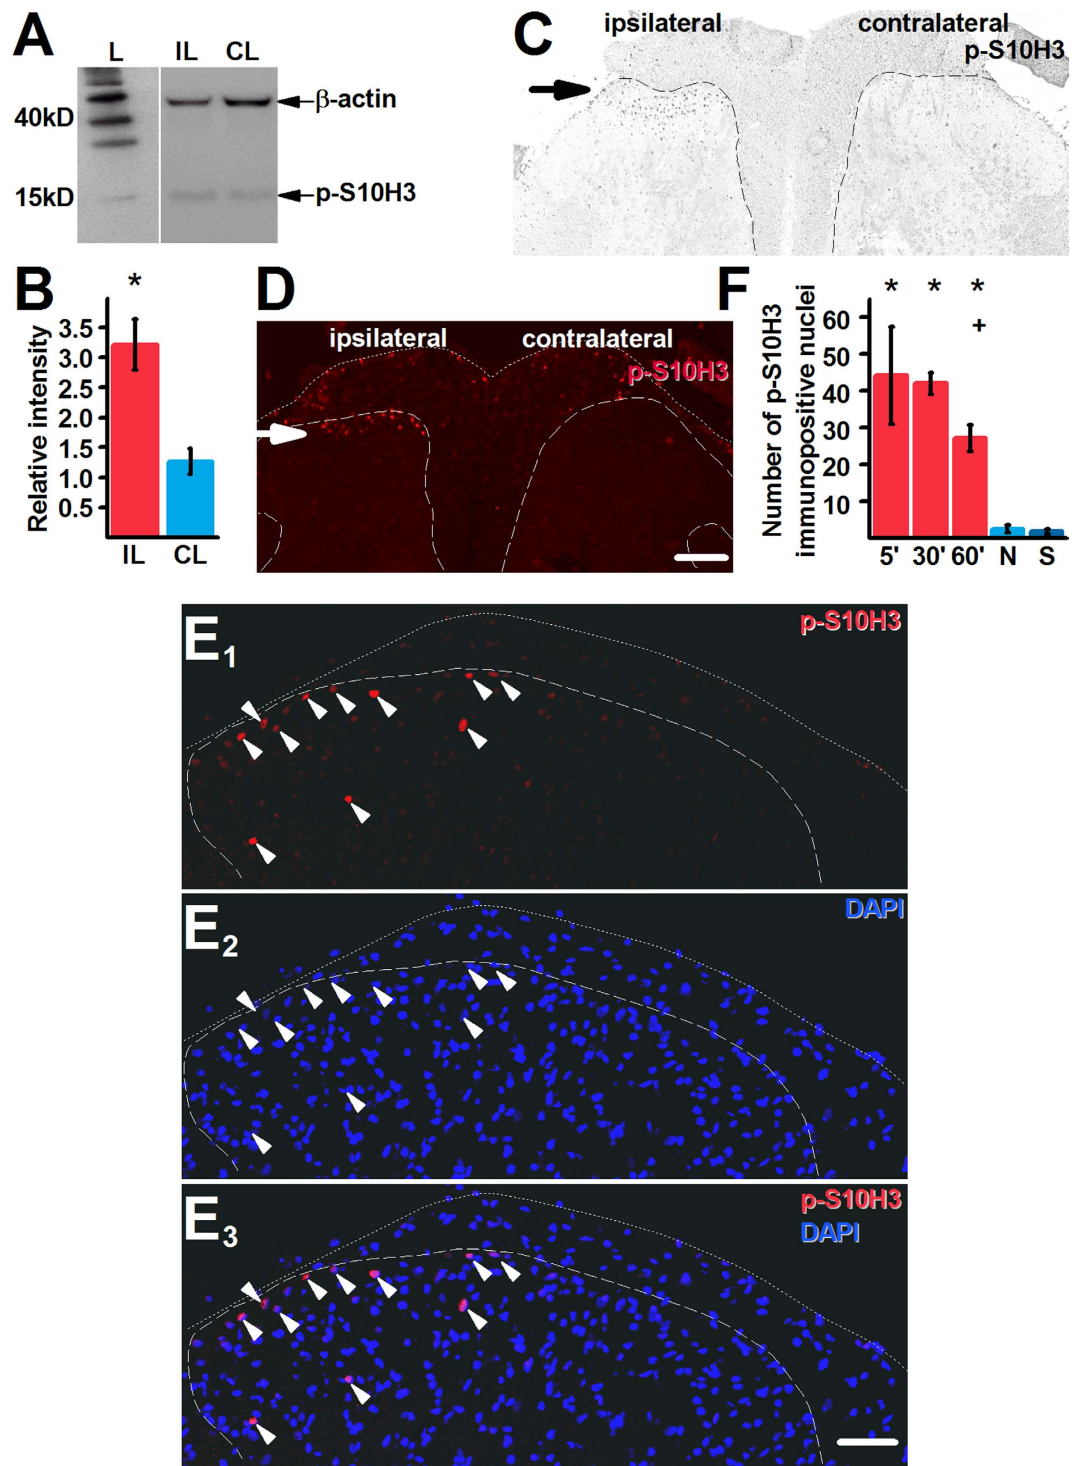 A
L
IL
CL
40kD
15kD
β-actin
p-S10H3
C
ipsilateral
contralateral
p-S10H3
B
*
Relative intensity
3.5
3.0
2.5
2.0
1.5
1.0
0.5
IL
CL
D
ipsilateral
contralateral
p-S10H3
F
Number of p-S10H3
immunopositive nuclei
* * *
+
60
50
40
30
20
10
5' 30' 60' N S
E1
p-S10H3
E2
DAPI
E3
p-S10H3
DAPI